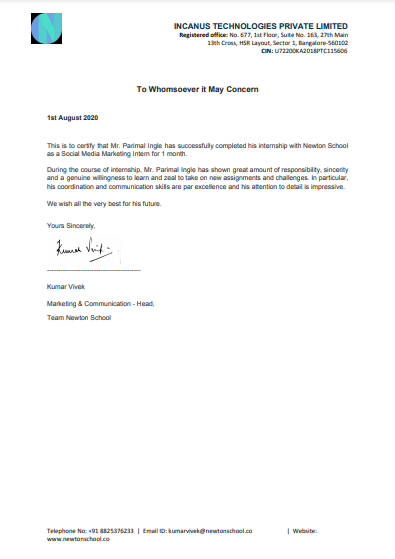 INCANUS
INCANUS TECHNOLOGIES PRIVATE LIMITED
Registered office: No. 677, 1st Floor, Suite No. 163, 27th Main
13th Cross, HSR Layout, Sector 1, Bangalore-560102
CIN: U72200KA2018PTC115606
To Whomsoever it May Concern
1st August 2020
This is to certify that Mr. Parimal Ingle has successfully completed his internship with Newton School
as a Social Media Marketing Intern for 1 month.
During the course of internship, Mr. Parimal Ingle has shown great amount of responsibility, sincerity
and a genuine willingness to learn and zeal to take on new assignments and challenges. In particular,
his coordination and communication skills are par excellence and his attention to detail is impressive.
We wish all the very best for his future.
Yours Sincerely,
Kumar Vivek
----------------------------------------
Kumar Vivek
Marketing & Communication - Head,
Team Newton School
Telephone No: +91 8825376233 | Email ID: kumarvivek@newtonschool.co | Website:
www.newtonschool.co